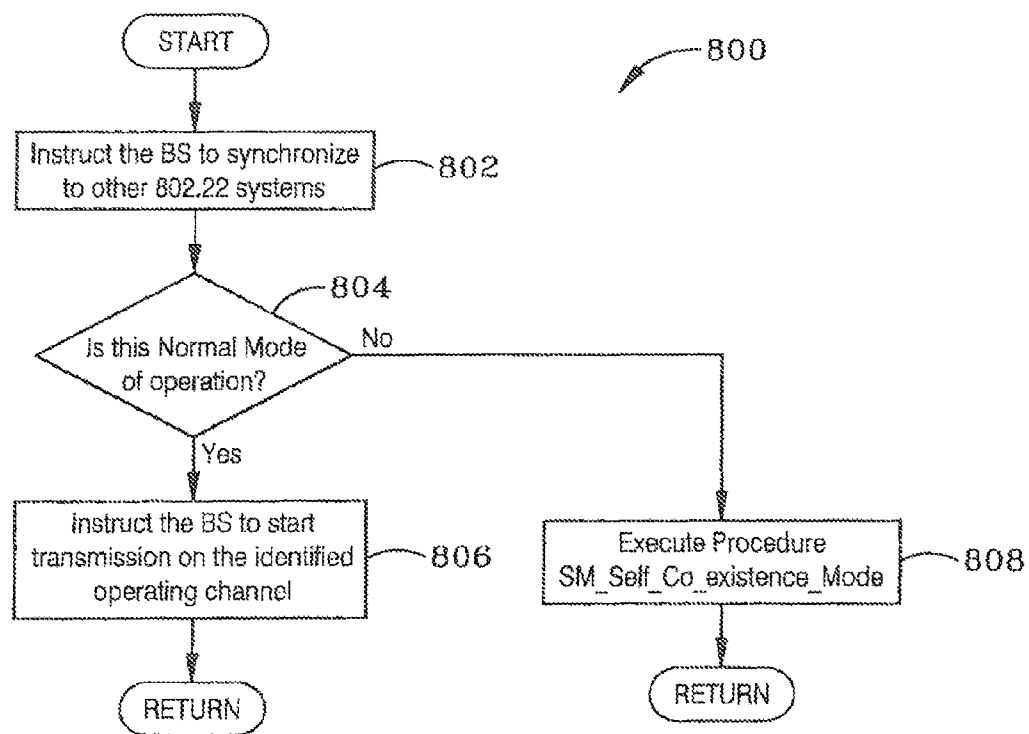 START
800
Instruct the BS to synchronize
to other 802.22 systems
802
804
Is this Normal Mode
of operation?
No
Yes
Instruct the BS to start
transmission on the identified
operating channel
806
Execute Procedure
SM_Self_Co_existence_Mode
808
RETURN
RETURN